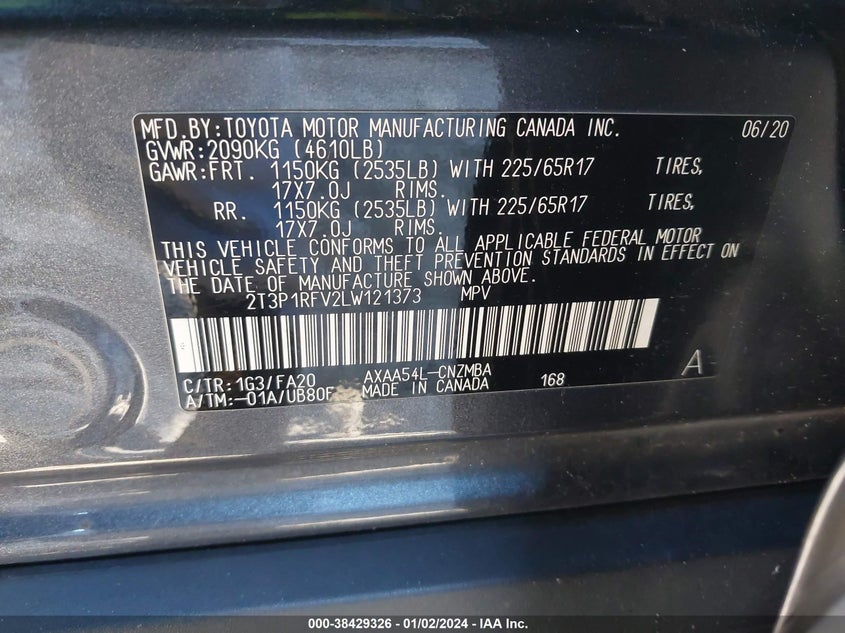 MFD.BY:TOYOTA MOTOR MANUFACTURING CANADA INC. 06/20
GVWR:2090KG (4610LB)
GAWR:FRT. 1150KG (2535LB) WITH 225/65R17 TIRES,
17X7.0J RIMS.
RR. 1150KG (2535LB) WITH 225/65R17 TIRES,
17X7.0J RIMS.
THIS VEHICLE CONFORMS TO ALL APPLICABLE FEDERAL MOTOR
VEHICLE SAFETY AND THEFT PREVENTION STANDARDS IN EFFECT ON
THE DATE OF MANUFACTURE SHOWN ABOVE.
2T3P1RFV2LW121373 MPV
C/TR:1G3/FA20 AXAA54L-CNZMBA 168 A
A/TM:-01A/UB80F MADE IN CANADA
000-38429326 - 01/02/2024 - IAA Inc.